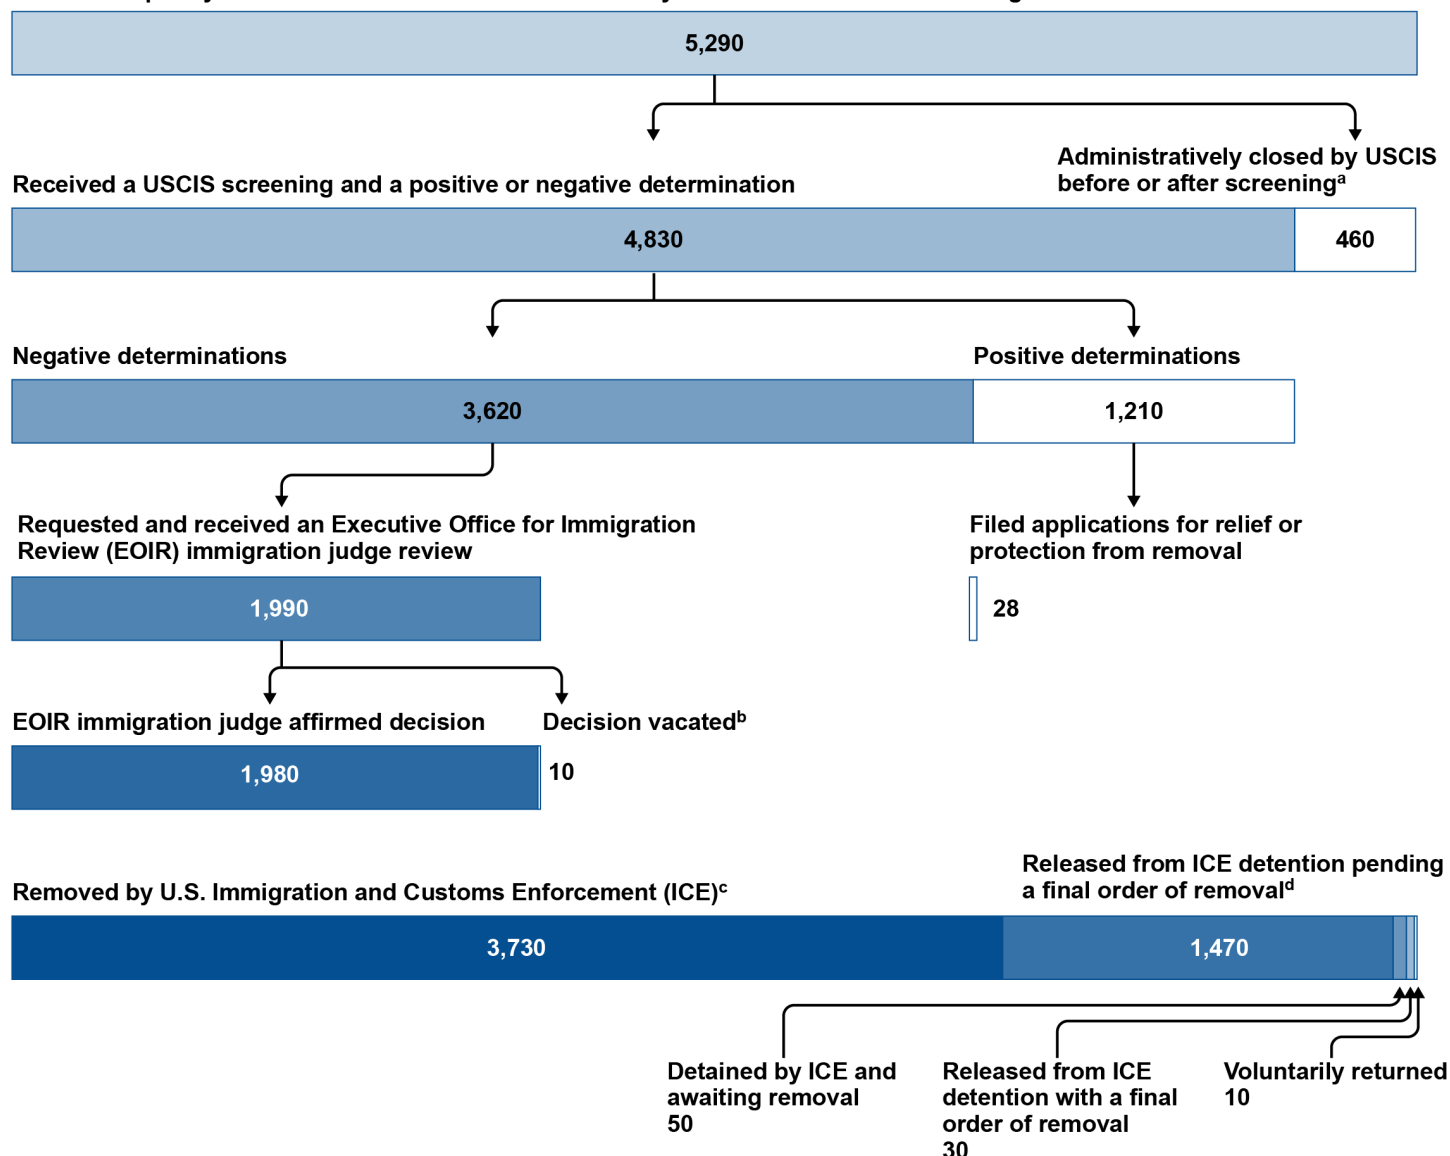 5,290
Administratively closed by USCIS
before or after screeningᵃ
Received a USCIS screening and a positive or negative determination
4,830
460
Negative determinations
Positive determinations
3,620
1,210
Requested and received an Executive Office for Immigration
Review (EOIR) immigration judge review
Filed applications for relief or
protection from removal
1,990
28
EOIR immigration judge affirmed decision
Decision vacatedᵇ
1,980
10
Released from ICE detention pending
a final order of removalᵈ
Removed by U.S. Immigration and Customs Enforcement (ICE)ᶜ
3,730
1,470
Detained by ICE and
awaiting removal
50
Released from ICE
detention with a final
order of removal
30
Voluntarily returned
10